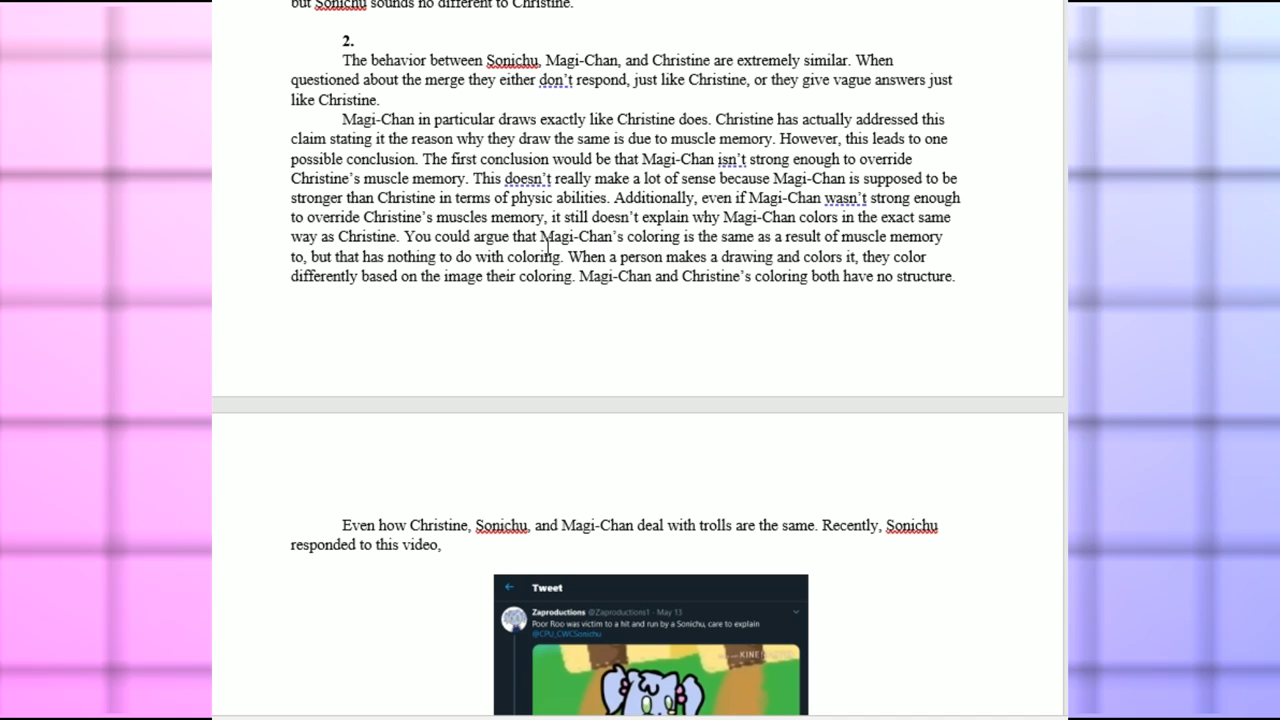 but Sonichu sounds no different to Christine.
2.
The behavior between Sonichu, Magi-Chan, and Christine are extremely similar. When
questioned about the merge they either don't respond, just like Christine, or they give vague answers just
like Christine.
Magi-Chan in particular draws exactly like Christine does. Christine has actually addressed this
claim stating it the reason why they draw the same is due to muscle memory. However, this leads to one
possible conclusion. The first conclusion would be that Magi-Chan isn't strong enough to override
Christine's muscle memory. This doesn't really make a lot of sense because Magi-Chan is supposed to be
stronger than Christine in terms of physic abilities. Additionally, even if Magi-Chan wasn't strong enough
to override Christine's muscles memory, it still doesn't explain why Magi-Chan colors in the exact same
way as Christine. You could argue that Magi-Chan's coloring is the same as a result of muscle memory
to, but that has nothing to do with coloring. When a person makes a drawing and colors it, they color
differently based on the image their coloring. Magi-Chan and Christine's coloring both have no structure.
Even how Christine, Sonichu, and Magi-Chan deal with trolls are the same. Recently, Sonichu
responded to this video,
Tweet
Zaproductions @Zaproductions1 · May 13
Poor Roo was victim to a hit and run by a Sonichu, care to explain
@CPU_CWCSonichu